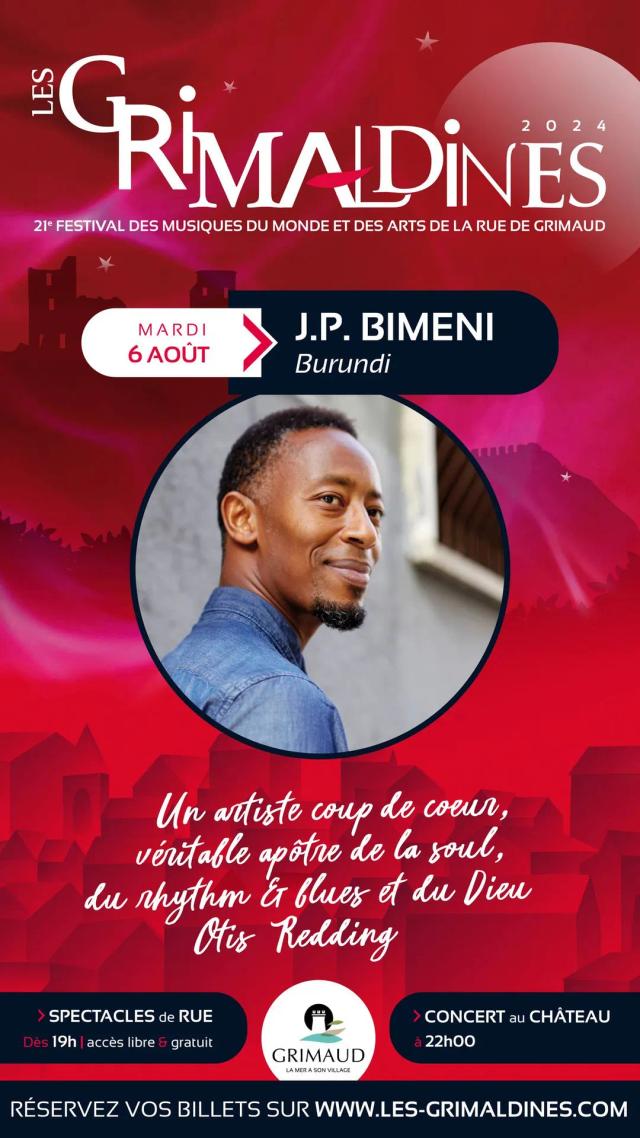 LES GRiMALDiNES
2024
21e FESTIVAL DES MUSIQUES DU MONDE ET DES ARTS DE LA RUE DE GRIMAUD
MARDI
6 AOÛT
J.P. BIMENI
Burundi
Un artiste coup de coeur,
véritable apôtre de la soul,
du rhythm & blues et du Dieu
Otis Redding
> SPECTACLES de RUE
Dès 19h | accès libre & gratuit
GRIMAUD
LA MER A SON VILLAGE
> CONCERT au CHÂTEAU
à 22h00
RÉSERVEZ VOS BILLETS SUR WWW.LES-GRIMALDINES.COM